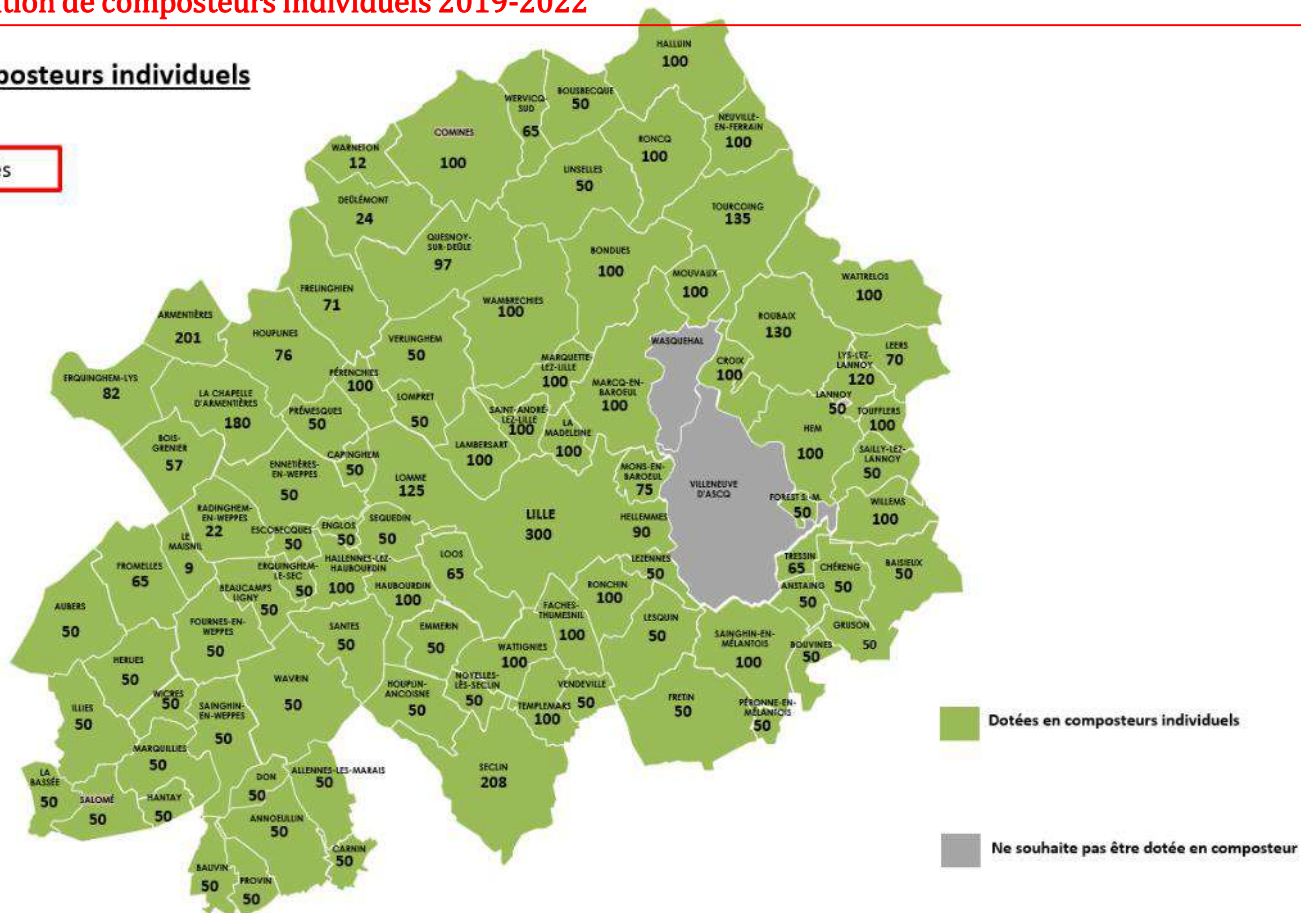 tion de composteurs individuels 2019-2022
posteurs individuels
es
HALLUIN
100
BOUSBECQUE
50
WERVICQ-
SUD
65
NEUVILLE-
EN-FERRAIN
100
COMINES
100
RONCQ
100
WARNETON
12
LINSELLES
50
DEÛLÉMONT
24
TOURCOING
135
QUESNOY-
SUR-DEÛLE
97
BONDUES
100
MOUVAUX
100
WATTRELOS
100
FRELINGHIEN
71
WAMBRECHIES
100
ARMENTIÈRES
201
ROUBAIX
130
HOUPLINES
76
VERLINGHEM
50
WASQUEHAL
LEERS
70
MARQUETTE-
LEZ-LILLE
100
CROIX
100
LYS-LEZ-
LANNOY
120
ERQUINGHEM-LYS
82
PÉRENCHIES
100
MARCQ-EN-
BAROEUL
100
LA CHAPELLE
D'ARMENTIÈRES
180
PRÉMESQUES
50
LOMPRET
50
LANNOY
50
SAINT-ANDRÉ-
LEZ-LILLE
100
LA
MADELEINE
100
TOUFFLERS
100
HEM
100
BOIS-
GRENIER
57
LAMBERSART
100
CAPINGHEM
50
SAILLY-LEZ-
LANNOY
50
ENNETIÈRES-
EN-WEPPES
50
LOMME
125
MONS-EN-
BAROEUL
75
VILLENEUVE
D'ASCQ
FOREST S.-M.
50
WILLEMS
100
RADINGHEM-
EN-WEPPES
22
LILLE
300
HELLEMMES
90
ESCOBECQUES
50
ENGLOS
50
SEQUEDIN
50
LE
MAISNIL
9
LOOS
65
LEZENNES
50
TRESSIN
65
CHÉRENG
50
BAISIEUX
50
FROMELLES
65
ERQUINGHEM-
LE-SEC
50
HALLENNES-LEZ-
HAUBOURDIN
100
HAUBOURDIN
100
RONCHIN
100
BEAUCAMPS
LIGNY
50
ANSTAING
50
AUBERS
50
FACHES-
THUMESNIL
100
LESQUIN
50
FOURNES-EN-
WEPPES
50
SANTES
50
EMMERIN
50
SAINGHIN-EN-
MÉLANTOIS
100
GRUSON
50
WATTIGNIES
100
BOUVINES
50
HERLIES
50
WAVRIN
50
HOUPLIN-
ANCOISNE
50
NOYELLES-
LÈS-SECLIN
50
VENDEVILLE
50
WICRES
50
FRETIN
50
PÉRONNE-EN-
MÉLANTOIS
50
ILLIES
50
SAINGHIN-
EN-WEPPES
50
TEMPLEMARS
100
Dotées en composteurs individuels
MARQUILLIES
50
SECLIN
208
LA
BASSÉE
50
DON
50
ALLENNES-LES-MARAIS
50
SALOMÉ
50
HANTAY
50
ANNOEULLIN
50
CARNIN
50
Ne souhaite pas être dotée en composteur
BAUVIN
50
PROVIN
50